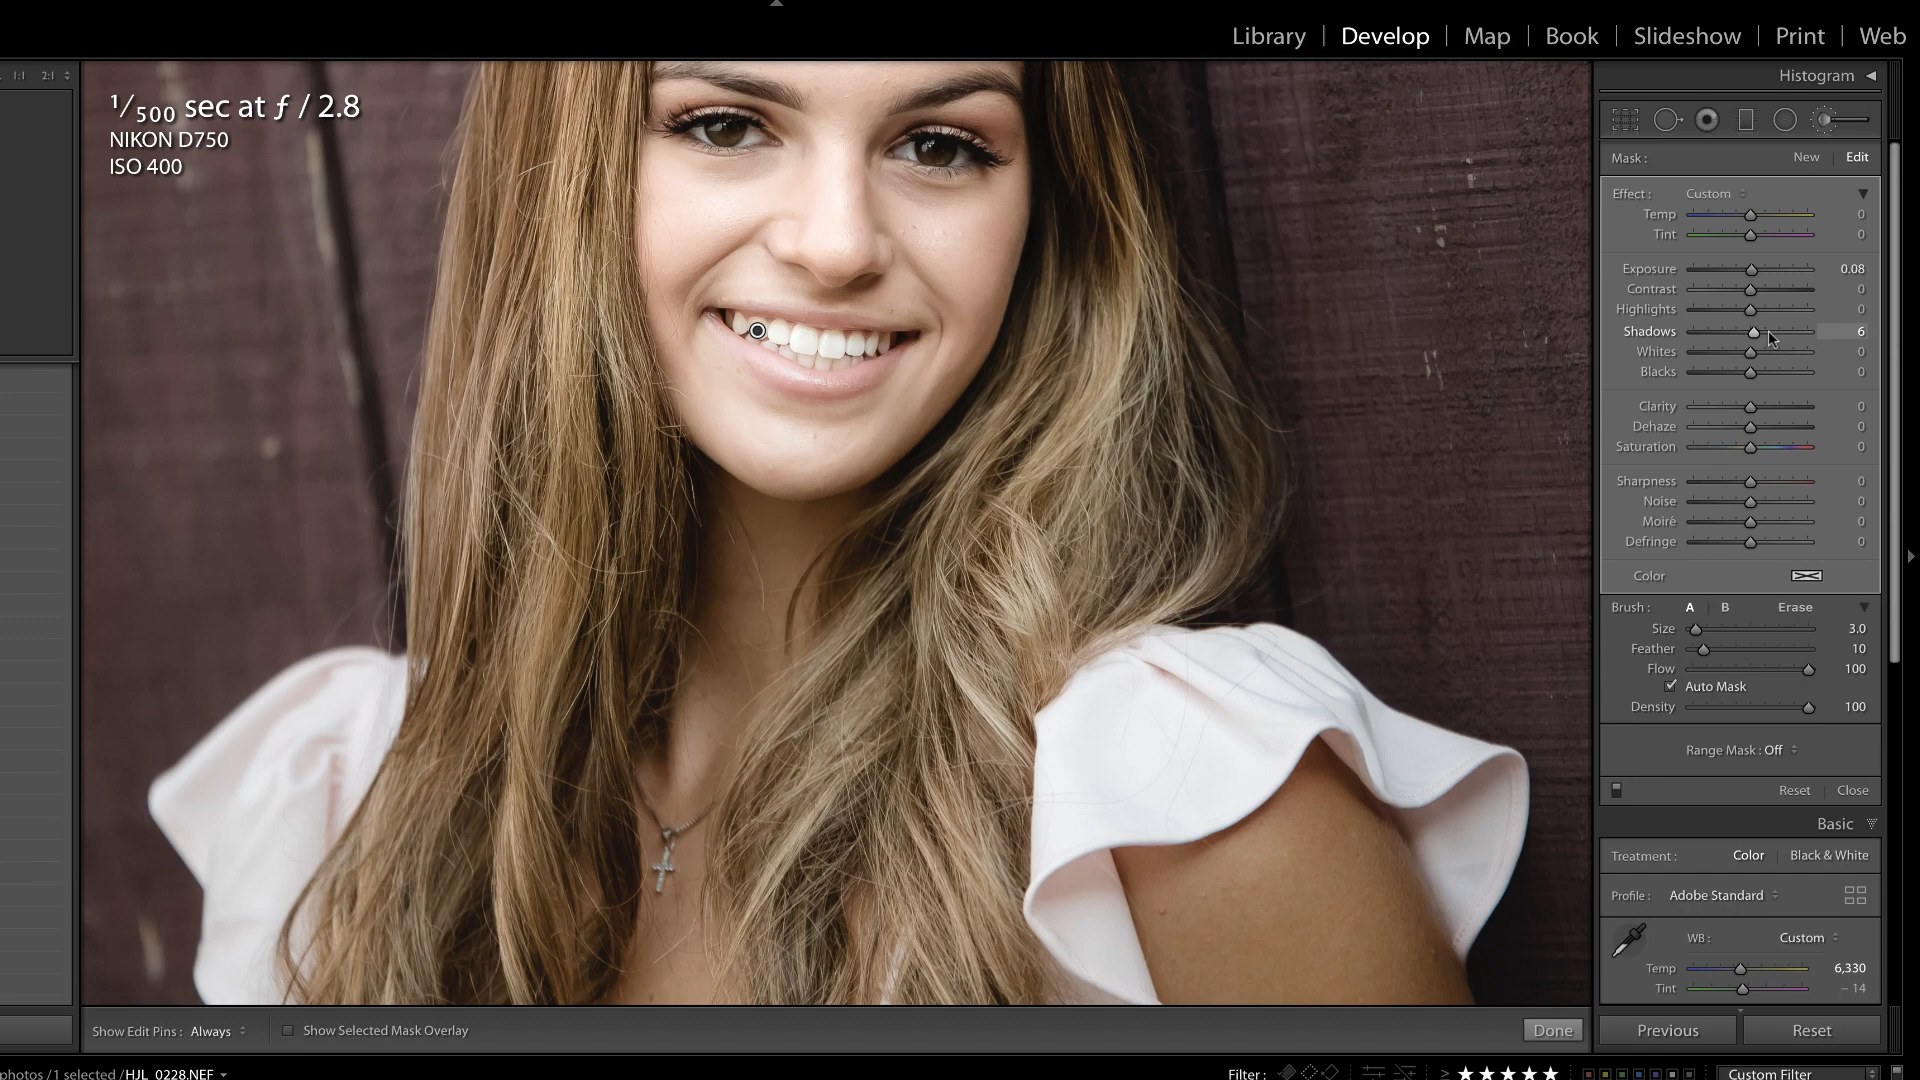 Library | Develop | Map | Book | Slideshow | Print | Web
1:1 2:1
Histogram
1/500 sec at ƒ / 2.8
NIKON D750
ISO 400
Mask : New Edit
Effect : Custom
Temp 0
Tint 0
Exposure 0.08
Contrast 0
Highlights 0
Shadows 6
Whites 0
Blacks 0
Clarity 0
Dehaze 0
Saturation 0
Sharpness 0
Noise 0
Moiré 0
Defringe 0
Color
Brush : A B Erase
Size 3.0
Feather 10
Flow 100
Auto Mask
Density 100
Range Mask : Off
Reset Close
Basic
Treatment : Color Black & White
Profile : Adobe Standard
WB : Custom
Temp 6,330
Tint – 14
Show Edit Pins : Always Show Selected Mask Overlay Done
Previous Reset
photos /1 selected /HJL_0228.NEF Filter : ≥ ★★★★★ Custom Filter